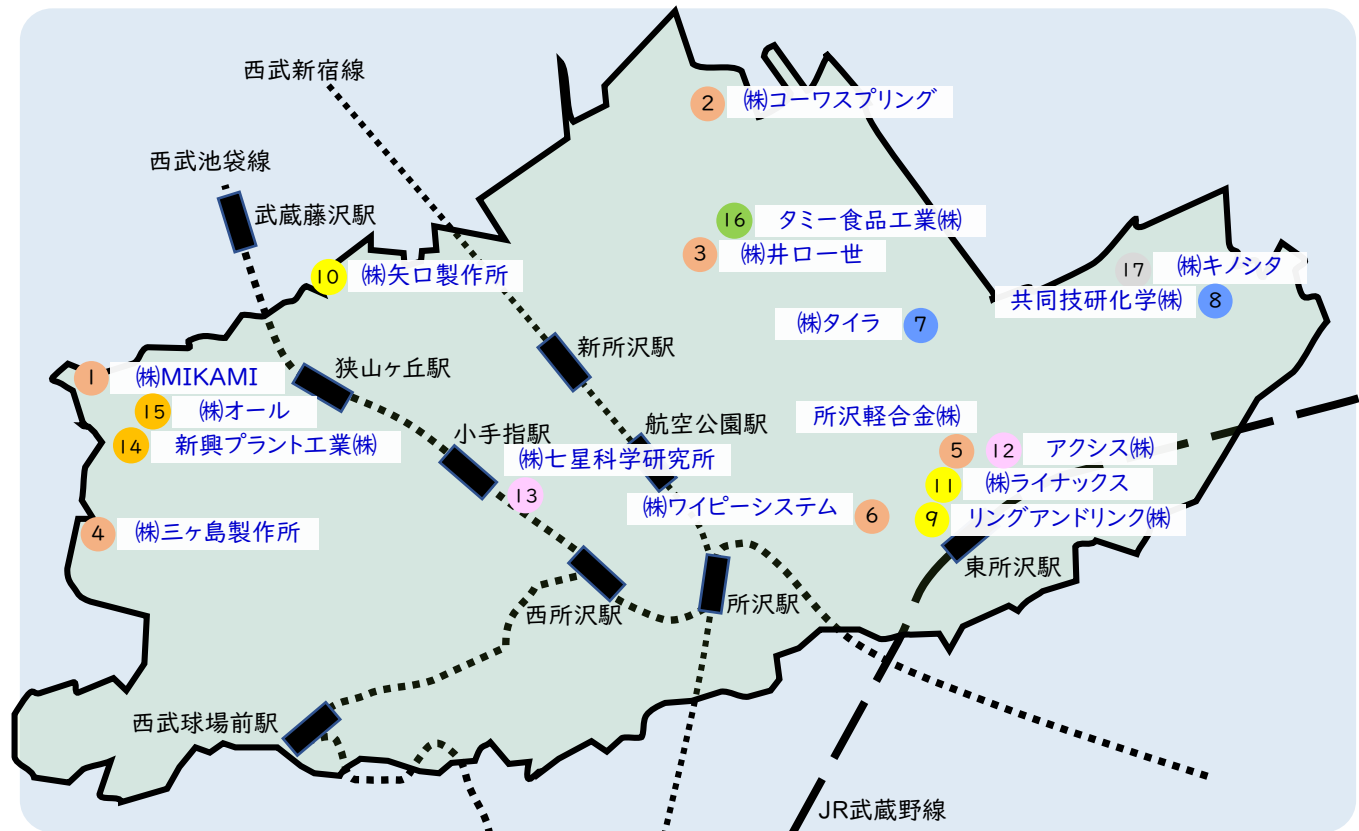 西武新宿線
2 ㈱コーワスプリング
西武池袋線
武蔵藤沢駅
16 タミー食品工業㈱
3 ㈱井口一世
10 ㈱矢口製作所
17 ㈱キノシタ
共同技研化学㈱ 8
㈱タイラ 7
新所沢駅
狭山ヶ丘駅
1 ㈱MIKAMI
15 ㈱オール
14 新興プラント工業㈱
小手指駅
航空公園駅
所沢軽合金㈱
5 12 アクシス㈱
㈱七星科学研究所
13
11 ㈱ライナックス
㈱ワイピーシステム 6
9 リングアンドリンク㈱
4 ㈱三ヶ島製作所
東所沢駅
西所沢駅
所沢駅
西武球場前駅
JR武蔵野線